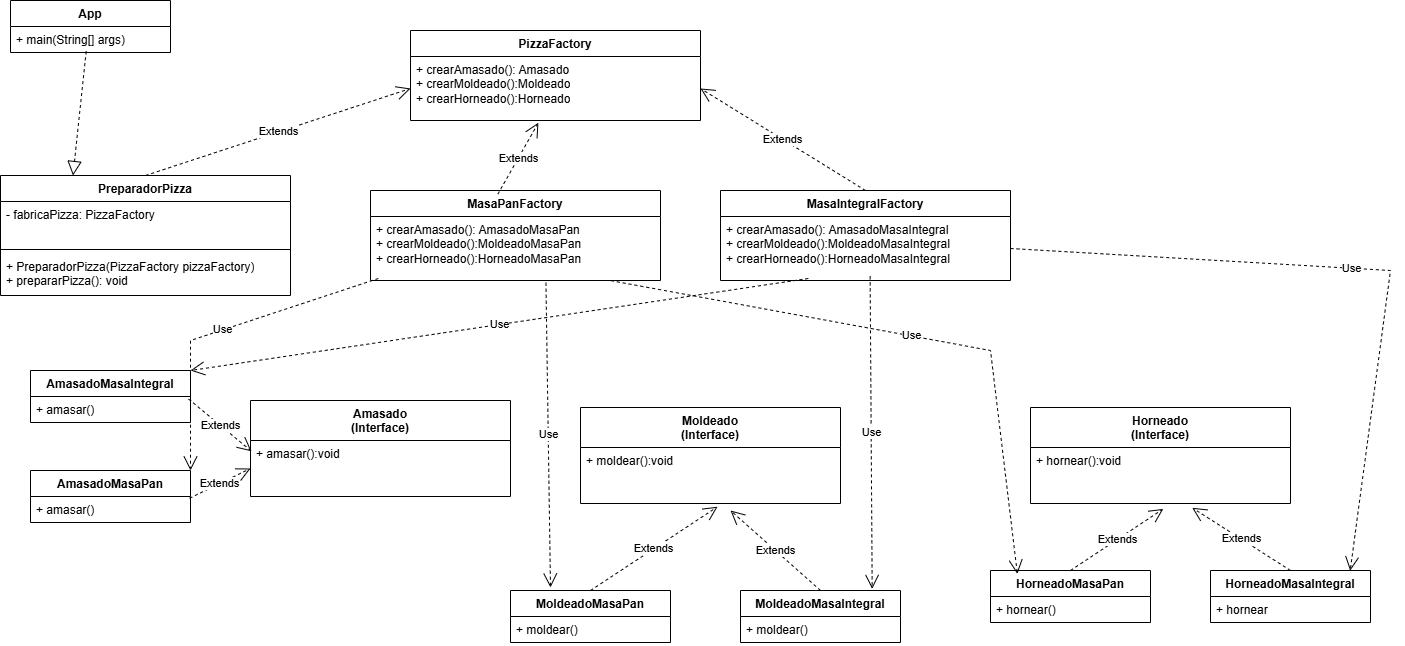 App
+ main(String[] args)
PizzaFactory
+ crearAmasado(): Amasado
+ crearMoldeado():Moldeado
+ crearHorneado():Horneado
Extends
Extends
Extends
PreparadorPizza
- fabricaPizza: PizzaFactory
+ PreparadorPizza(PizzaFactory pizzaFactory)
+ prepararPizza(): void
MasaPanFactory
+ crearAmasado(): AmasadoMasaPan
+ crearMoldeado():MoldeadoMasaPan
+ crearHorneado():HorneadoMasaPan
MasaIntegralFactory
+ crearAmasado(): AmasadoMasaIntegral
+ crearMoldeado():MoldeadoMasaIntegral
+ crearHorneado():HorneadoMasaIntegral
Use
Use
Use
Use
Use
Use
AmasadoMasaIntegral
+ amasar()
Extends
Amasado
(Interface)
+ amasar():void
Extends
AmasadoMasaPan
+ amasar()
Moldeado
(Interface)
+ moldear():void
Horneado
(Interface)
+ hornear():void
Extends
Extends
Extends
Extends
MoldeadoMasaPan
+ moldear()
MoldeadoMasaIntegral
+ moldear()
HorneadoMasaPan
+ hornear()
HorneadoMasaIntegral
+ hornear